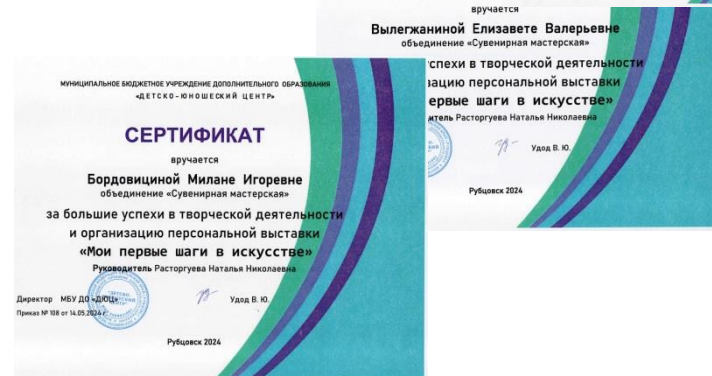 вручается
Вылегжаниной Елизавете Валерьевне
объединение «Сувенирная мастерская»
успехи в творческой деятельности
персональной выставки
первые шаги в искусстве»
Расторгуева Наталья Николаевна
Удод В. Ю.
Рубцовск 2024
МУНИЦИПАЛЬНОЕ БЮДЖЕТНОЕ УЧРЕЖДЕНИЕ ДОПОЛНИТЕЛЬНОГО ОБРАЗОВАНИЯ
«ДЕТСКО-ЮНОШЕСКИЙ ЦЕНТР»
СЕРТИФИКАТ
вручается
Бордовициной Милане Игоревне
объединение «Сувенирная мастерская»
за большие успехи в творческой деятельности
и организацию персональной выставки
«Мои первые шаги в искусстве»
Руководитель Расторгуева Наталья Николаевна
Директор МБУ ДО «ДЮЦ»
Удод В. Ю.
Приказ № 108 от 14.05.2024 г.
Рубцовск 2024